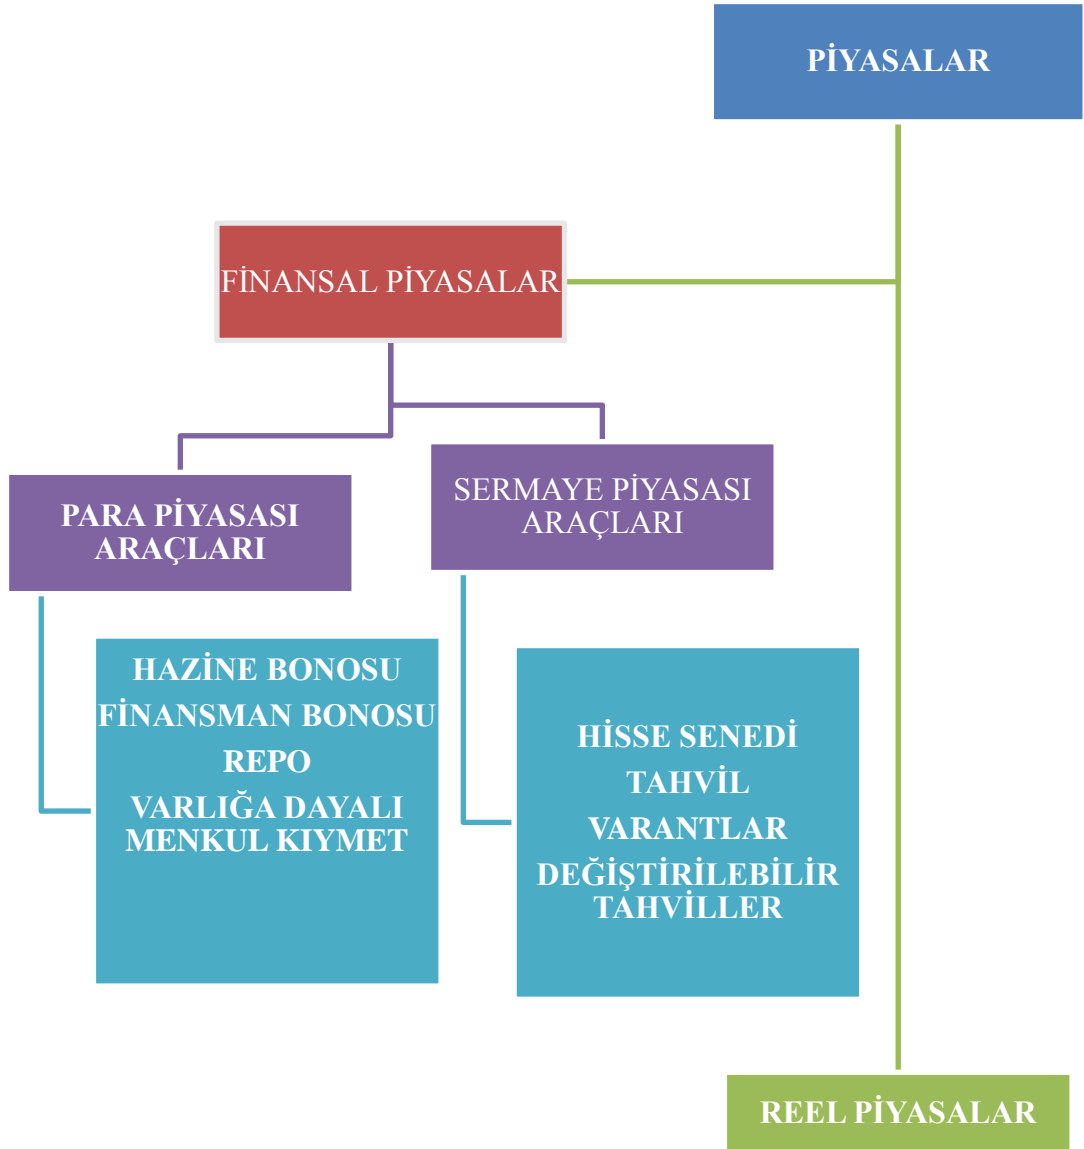 PİYASALAR
FİNANSAL PİYASALAR
PARA PİYASASI
ARAÇLARI
SERMAYE PİYASASI
ARAÇLARI
HAZİNE BONOSU
FİNANSMAN BONOSU
REPO
VARLIĞA DAYALI
MENKUL KIYMET
HİSSE SENEDİ
TAHVİL
VARANTLAR
DEĞİŞTİRİLEBİLİR
TAHVİLLER
REEL PİYASALAR